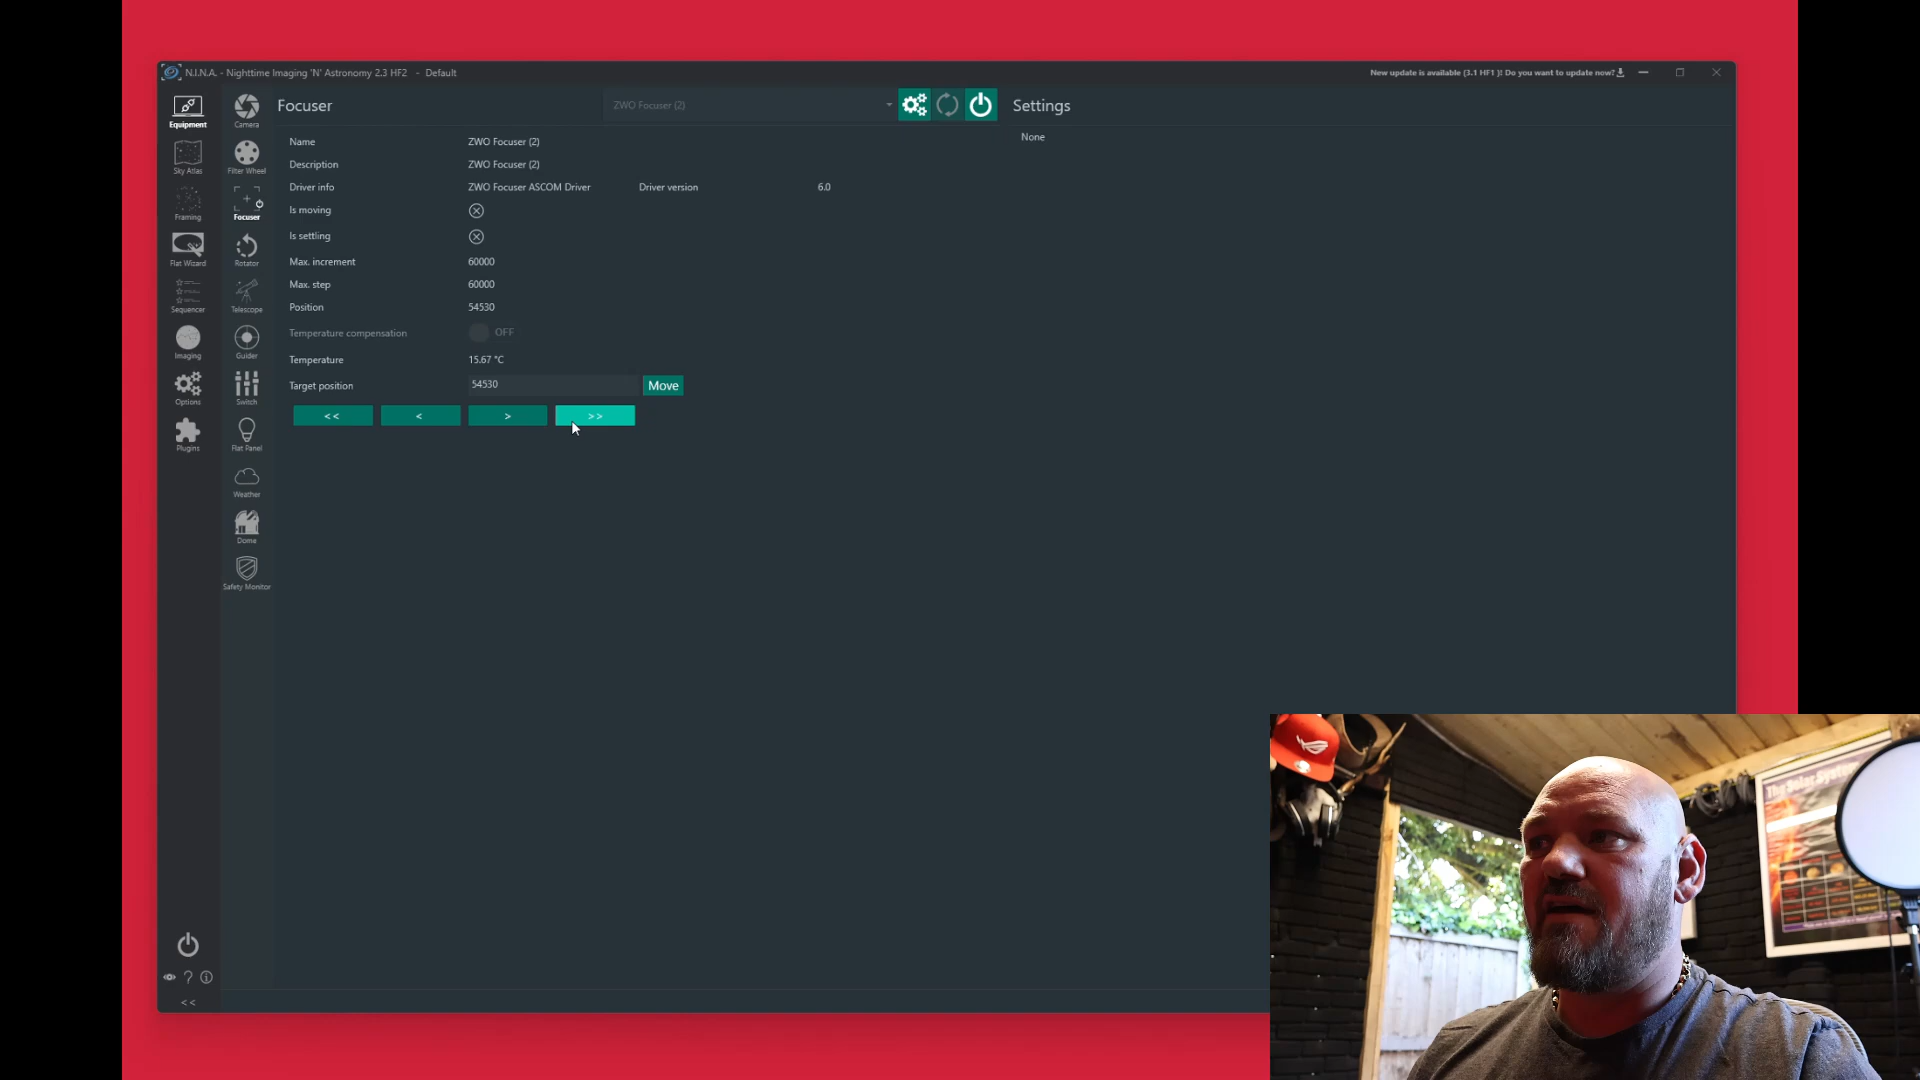 N.I.N.A. - Nighttime Imaging 'N' Astronomy 2.3 HF2 - Default
New update is available (3.1 HF1 )! Do you want to update now?
Equipment
Sky Atlas
Framing
Flat Wizard
Sequencer
Imaging
Options
Plugins
<<
Camera
Filter Wheel
Focuser
Rotator
Telescope
Guider
Switch
Flat Panel
Weather
Dome
Safety Monitor
Focuser
ZWO Focuser (2)
Name ZWO Focuser (2)
Description ZWO Focuser (2)
Driver info ZWO Focuser ASCOM Driver Driver version 6.0
Is moving
Is settling
Max. increment 60000
Max. step 60000
Position 54530
Temperature compensation OFF
Temperature 15.67 °C
Target position 54530 Move
<< < > >>
Settings
None
The Solar System